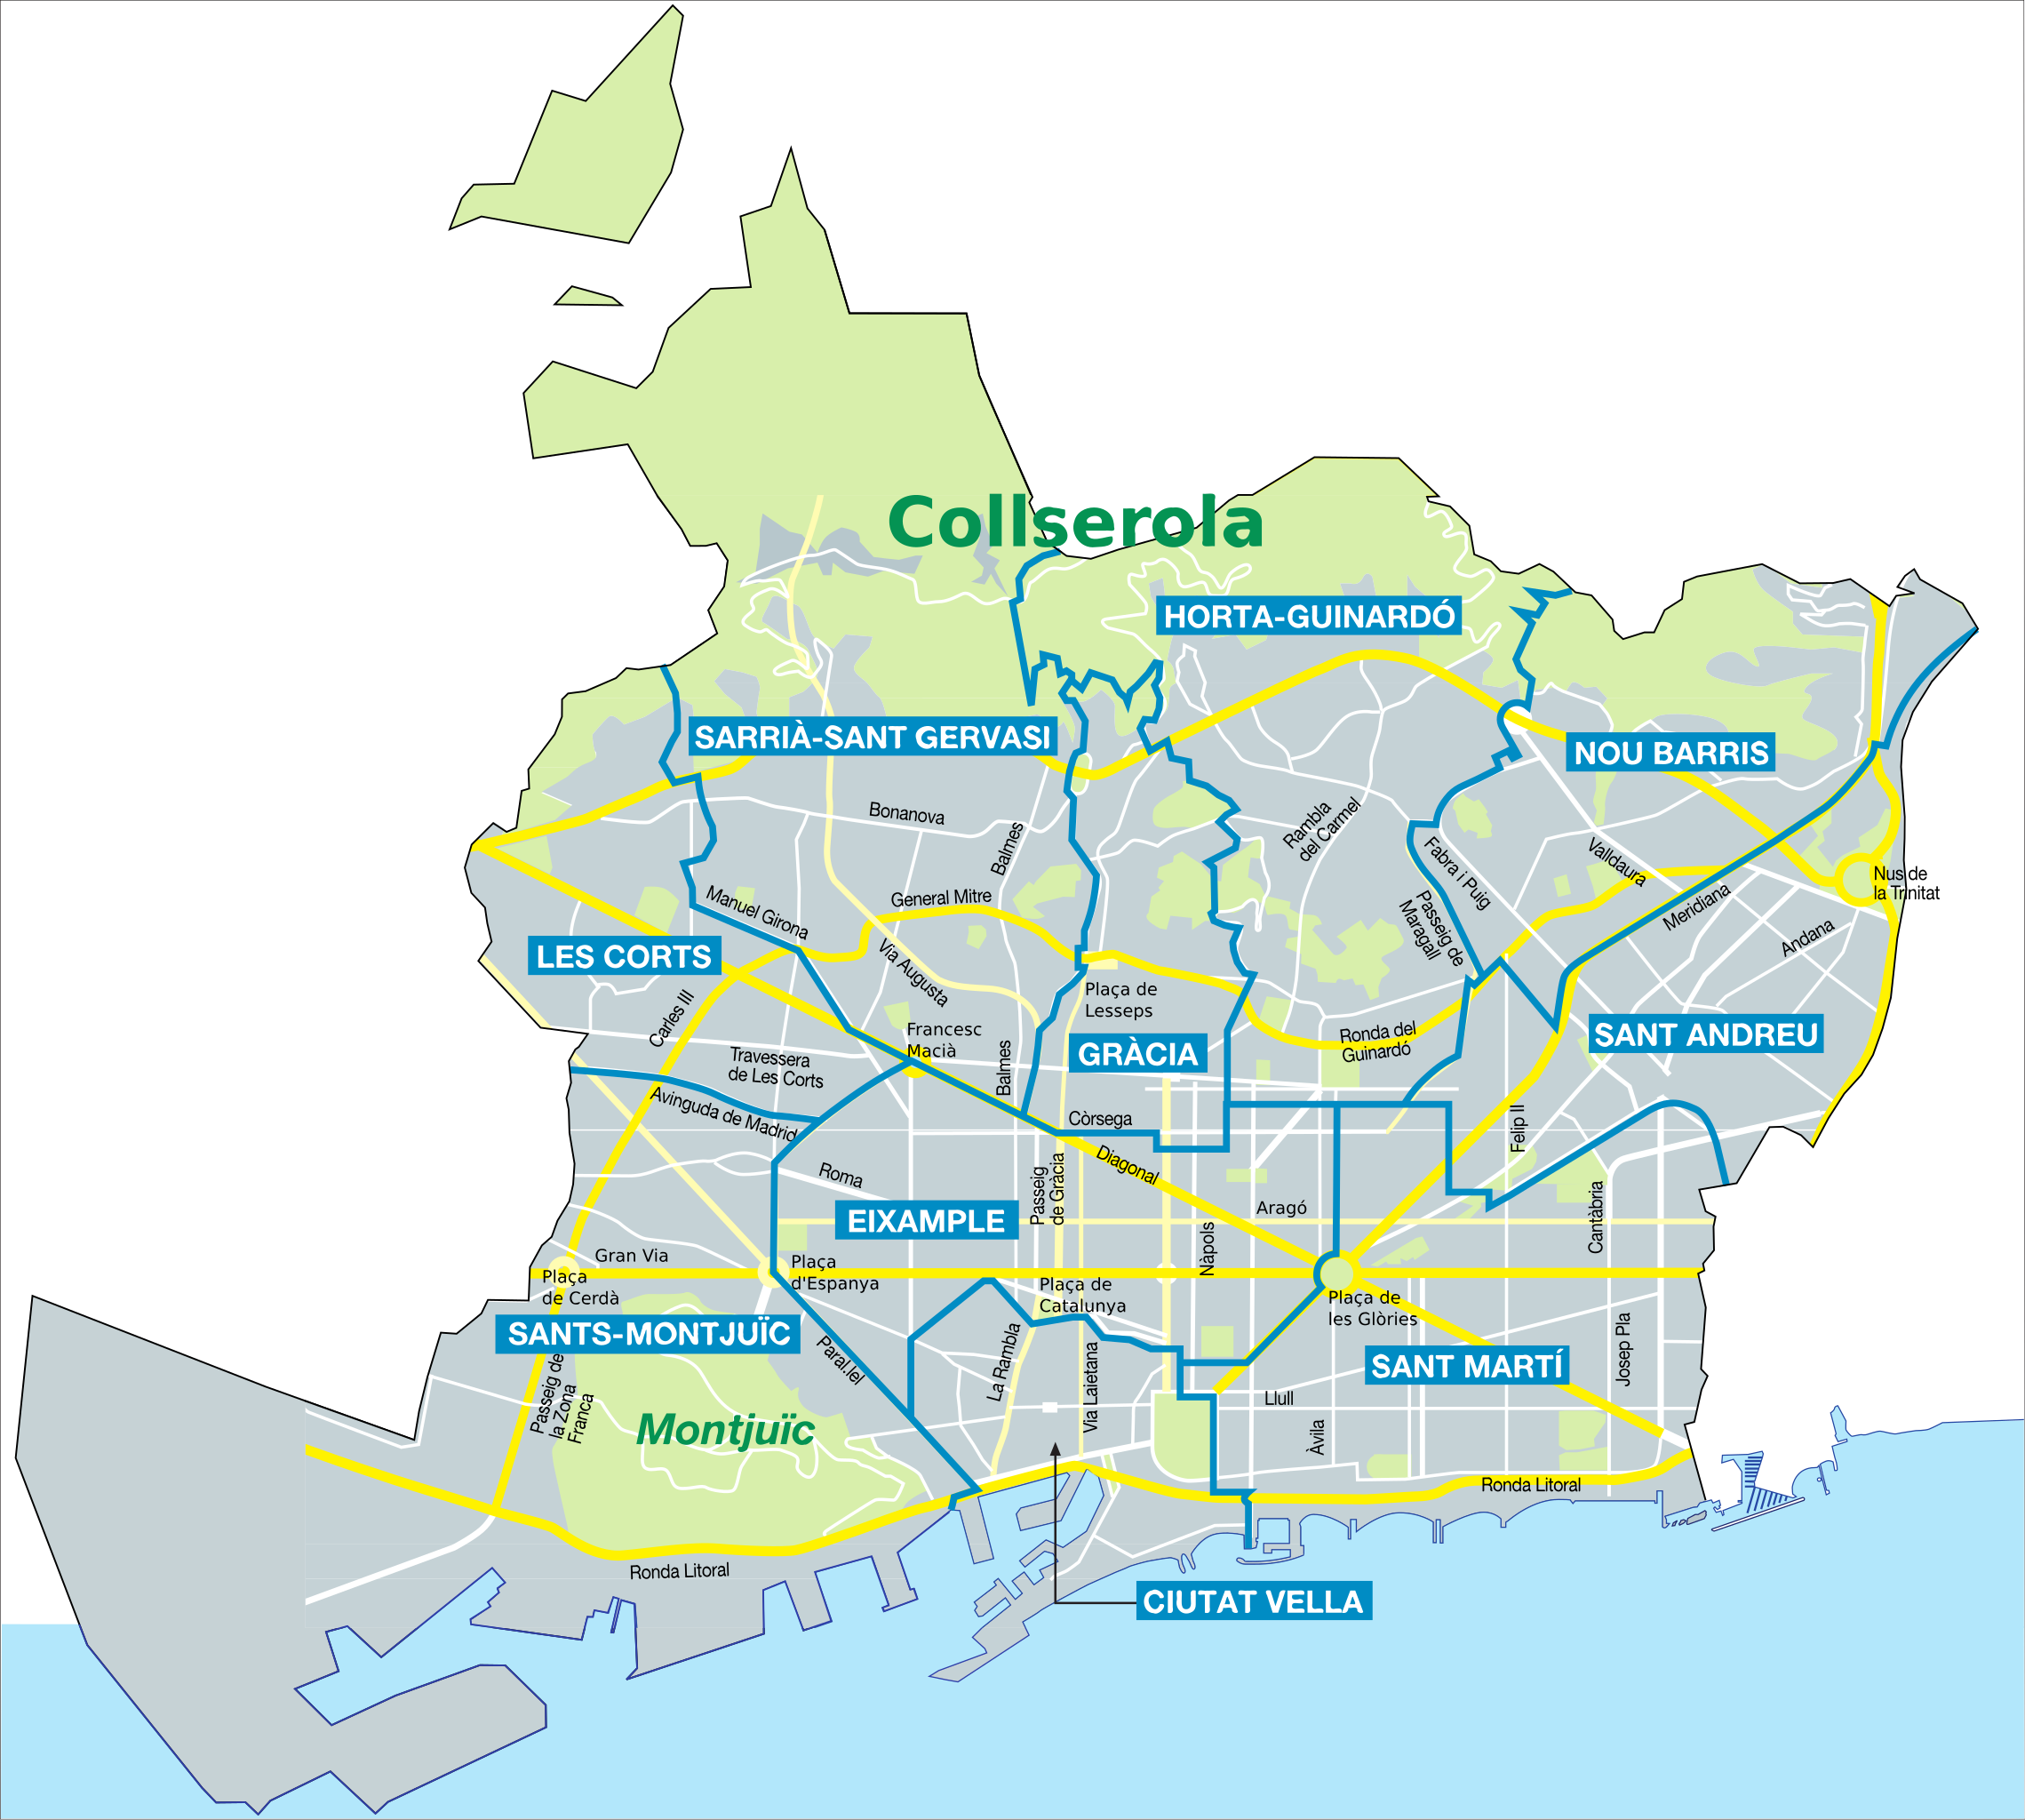 Collserola
HORTA-GUINARDÓ
SARRIÀ-SANT GERVASI
NOU BARRIS
Bonanova
Balmes
Rambla
del Carmel
Fabra i Puig
Valldaura
Nus de
la Trinitat
Manuel Girona
General Mitre
Passeig de
Maragall
Meridiana
Andana
LES CORTS
Via Augusta
Carles III
Plaça de
Lesseps
Francesc
Macià
GRÀCIA
Ronda del
Guinardó
SANT ANDREU
Travessera
de Les Corts
Balmes
Avinguda de Madrid
Còrsega
Felip II
Diagonal
Roma
Passeig
de Gràcia
EIXAMPLE
Aragó
Nàpols
Cantàbria
Gran Via
Plaça
d'Espanya
Plaça
de Cerdà
Plaça de
Catalunya
Plaça de
les Glòries
SANTS-MONTJUÏC
Paral.lel
La Rambla
Via Laietana
SANT MARTÍ
Josep Pla
Passeig de
la Zona
Franca
Montjuïc
Llull
Àvila
Ronda Litoral
Ronda Litoral
CIUTAT VELLA